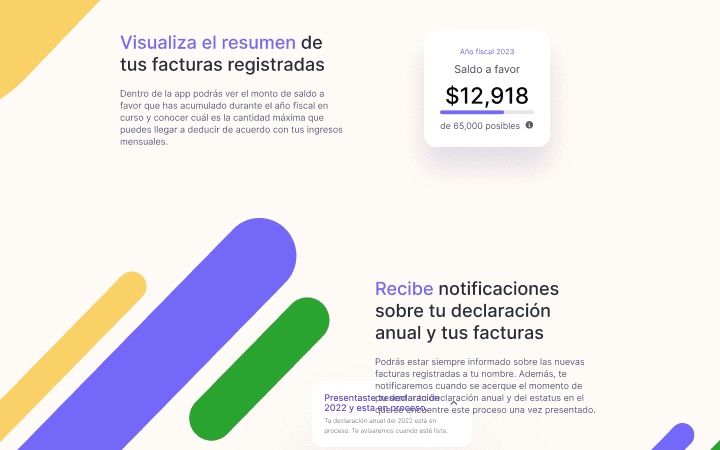 Visualiza el resumen de
tus facturas registradas
Dentro de la app podrás ver el monto de saldo a
favor que has acumulado durante el año fiscal en
curso y conocer cuál es la cantidad máxima que
puedes llegar a deducir de acuerdo con tus ingresos
mensuales.
Año fiscal 2023
Saldo a favor
$12,918
de 65,000 posibles
Recibe notificaciones
sobre tu declaración
anual y tus facturas
Podrás estar siempre informado sobre las nuevas
facturas registradas a tu nombre. Además, te
notificaremos cuando se acerque el momento de
declaración anual y del estatus en el
que se encuentre este proceso una vez presentado.
Presentaste tu declaración
2022 y esta en proceso.
Tu declaración anual del 2022 esta en
proceso. Te avisaremos cuando esté lista.